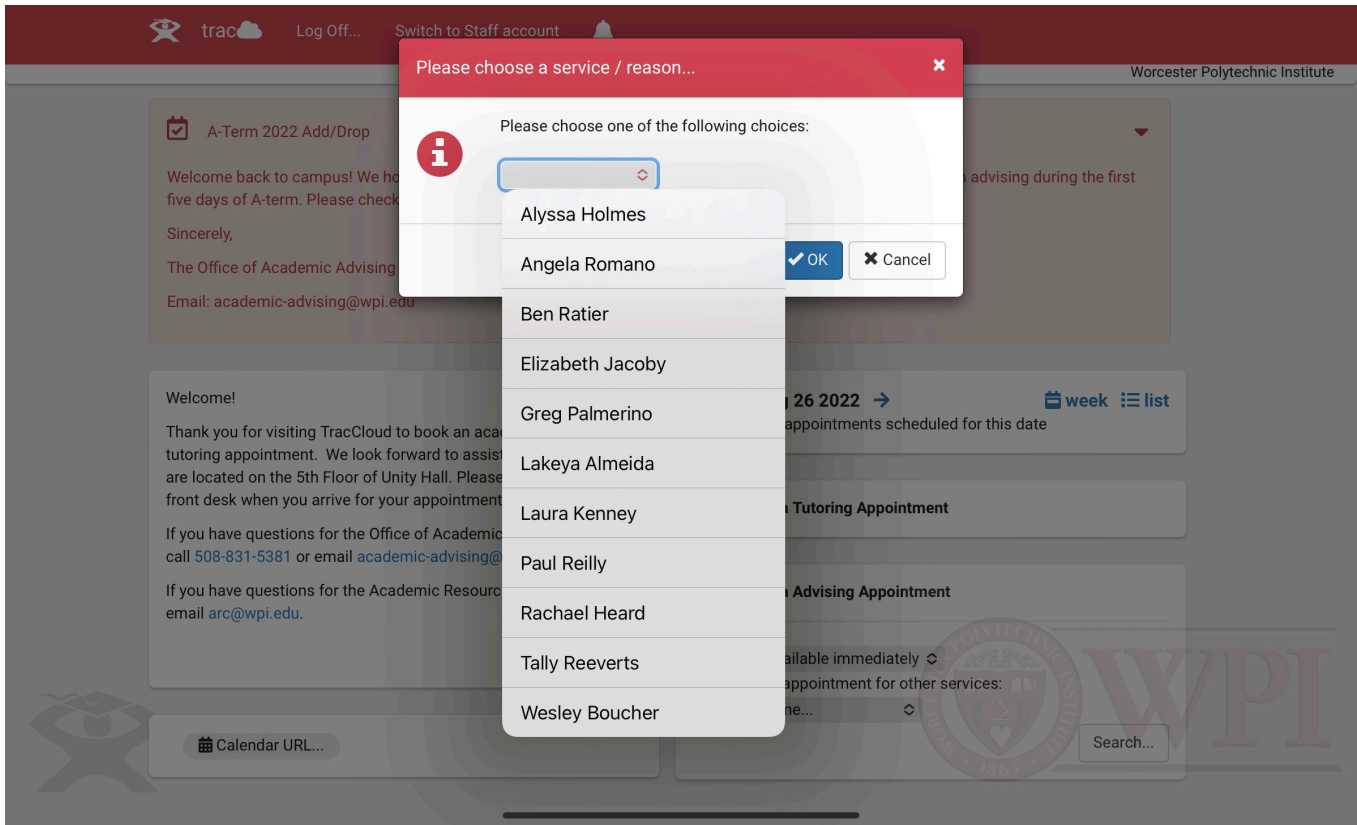 trac
Log Off...
Switch to Staff account
Please choose a service / reason...
Worcester Polytechnic Institute
A-Term 2022 Add/Drop
Please choose one of the following choices:
Welcome back to campus! We
advising during the first
five days of A-term. Please check
Sincerely,
The Office of Academic Advising
Email: academic-advising@wpi.edu
OK
Cancel
Alyssa Holmes
Angela Romano
Ben Ratier
Elizabeth Jacoby
Greg Palmerino
Lakeya Almeida
Laura Kenney
Paul Reilly
Rachael Heard
Tally Reeverts
Wesley Boucher
Welcome!
Thank you for visiting TracCloud to book an
tutoring appointment. We look forward to
are located on the 5th Floor of Unity Hall. Please
front desk when you arrive for your appointment
If you have questions for the Office of
call 508-831-5381 or email academic-advising@
If you have questions for the Academic
email arc@wpi.edu.
Calendar URL...
26 2022
week
list
appointments scheduled for this date
Tutoring Appointment
Advising Appointment
immediately
appointment for other services:
Search...
WPI
1865